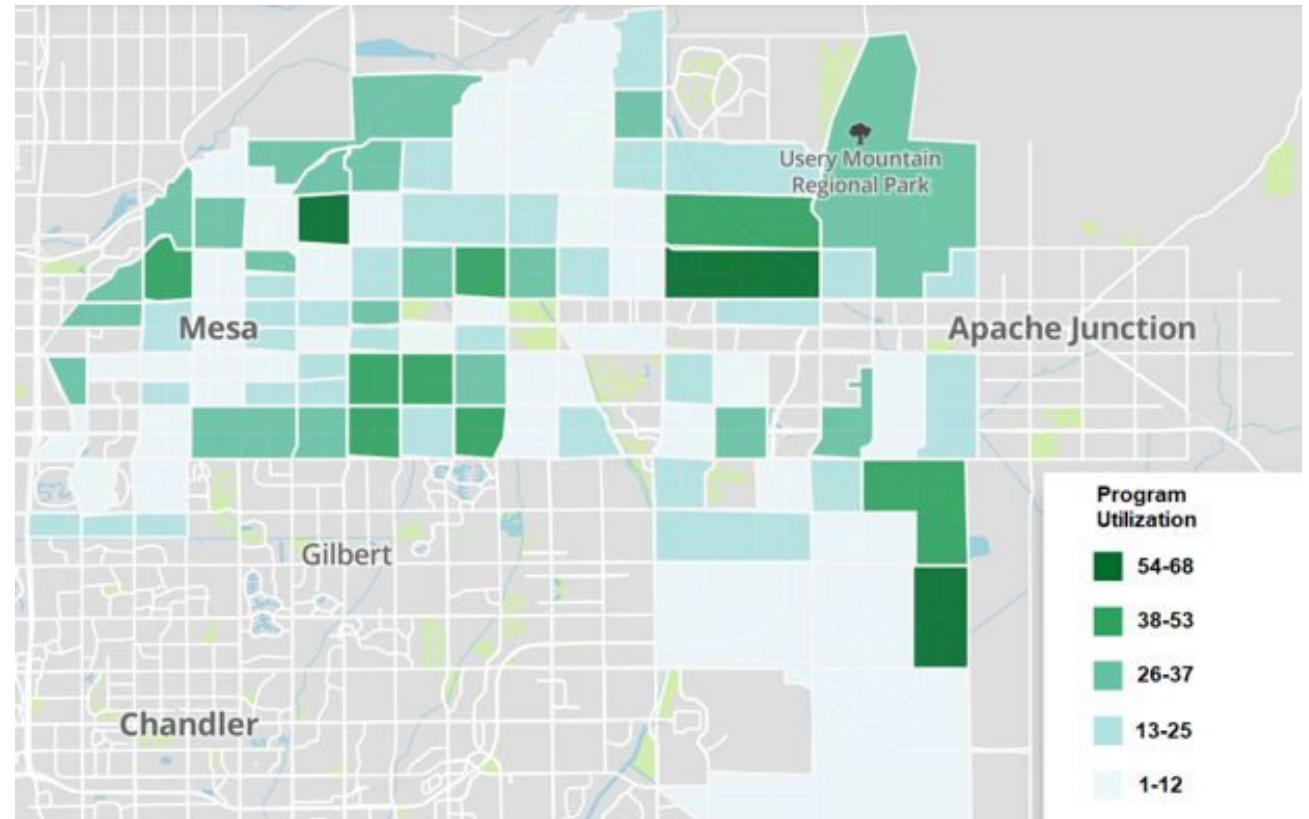 Usery Mountain
Regional Park
Mesa
Apache Junction
Gilbert
Chandler
Program
Utilization
54-68
38-53
26-37
13-25
1-12